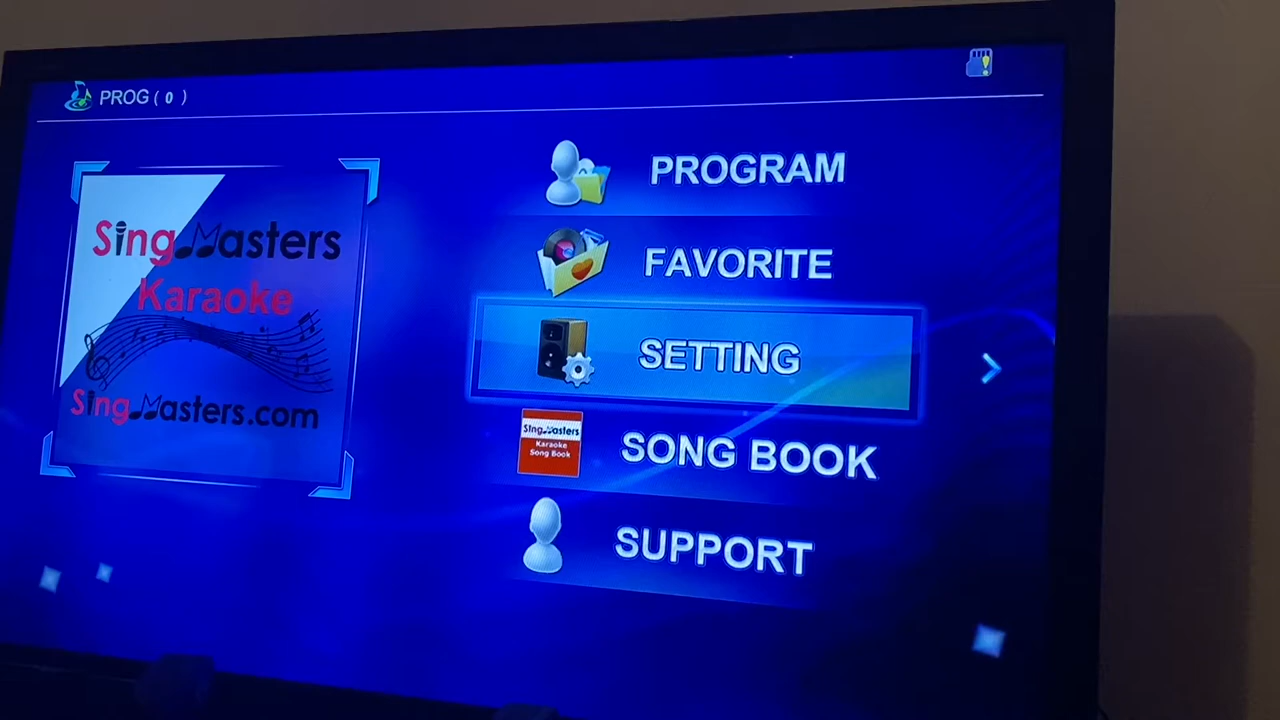 PROG ( 0 )
SingMasters
Karaoke
SingMasters.com
PROGRAM
FAVORITE
SETTING
SingMasters
Karaoke
Song Book
SONG BOOK
SUPPORT